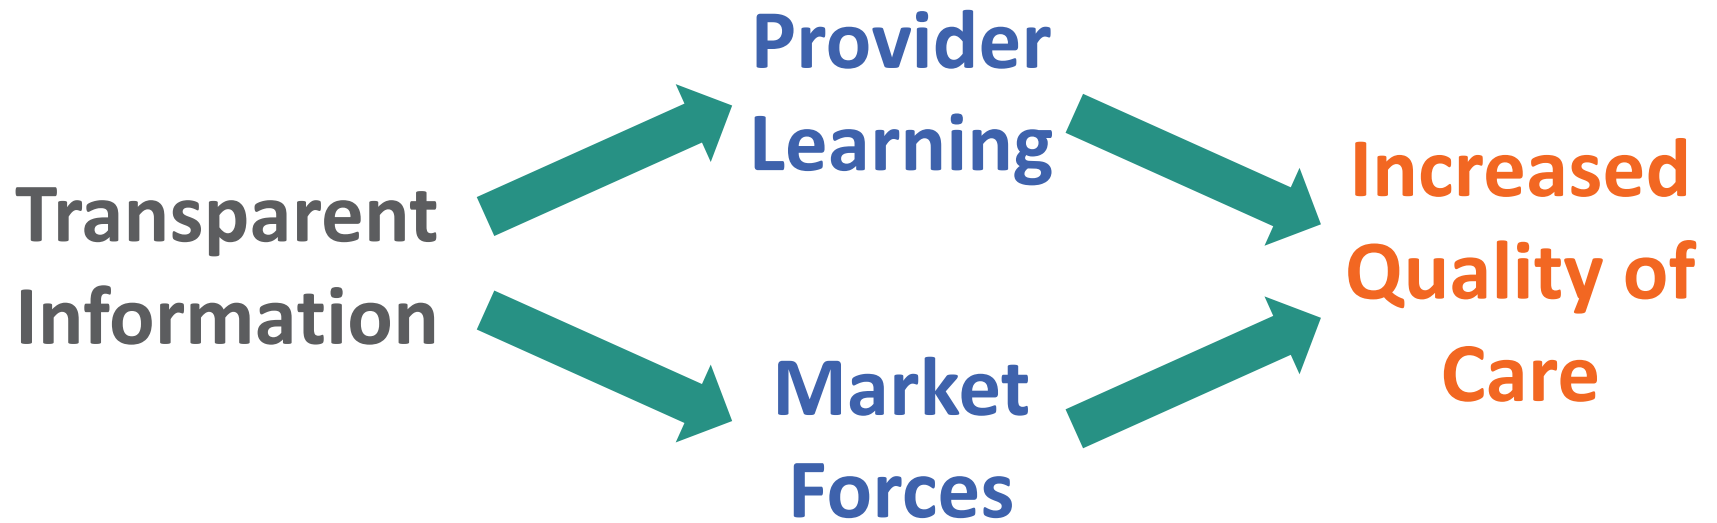 Transparent
Information
Provider
Learning
Market
Forces
Increased
Quality of
Care